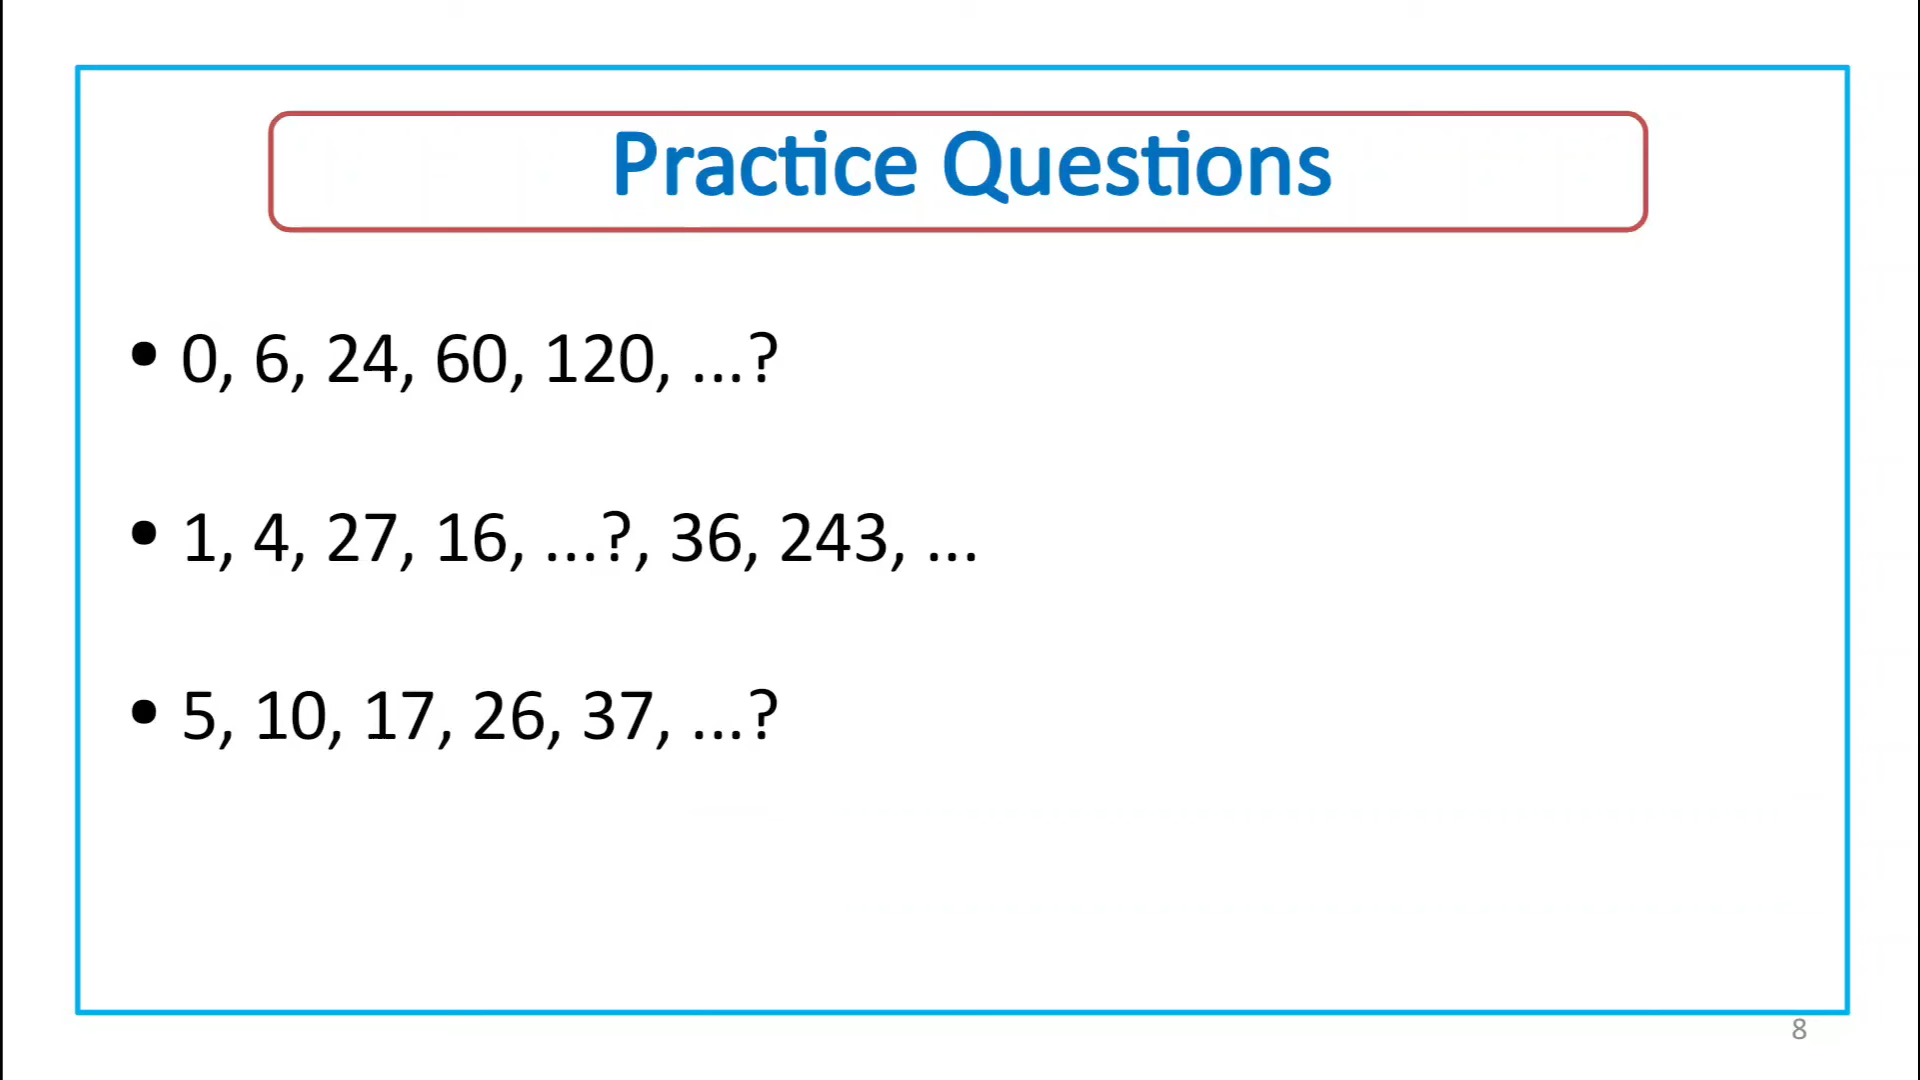 Practice Questions
• 0, 6, 24, 60, 120, ...?
• 1, 4, 27, 16, ...?, 36, 243, ...
• 5, 10, 17, 26, 37, ...?
8